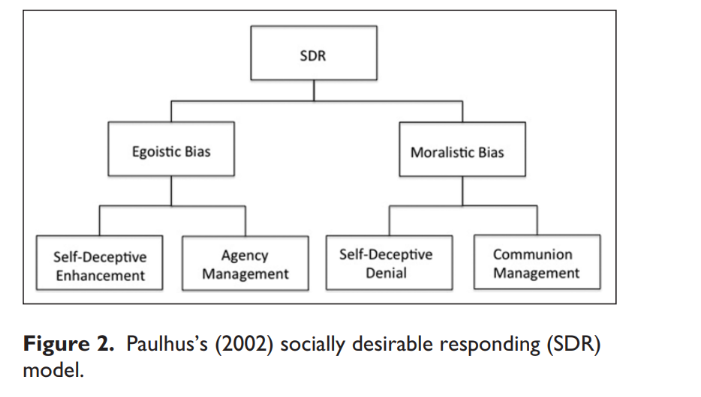 SDR
Egoistic Bias
Moralistic Bias
Self-Deceptive
Enhancement
Agency
Management
Self-Deceptive
Denial
Communion
Management
Figure 2. Paulhus’s (2002) socially desirable responding (SDR)
model.